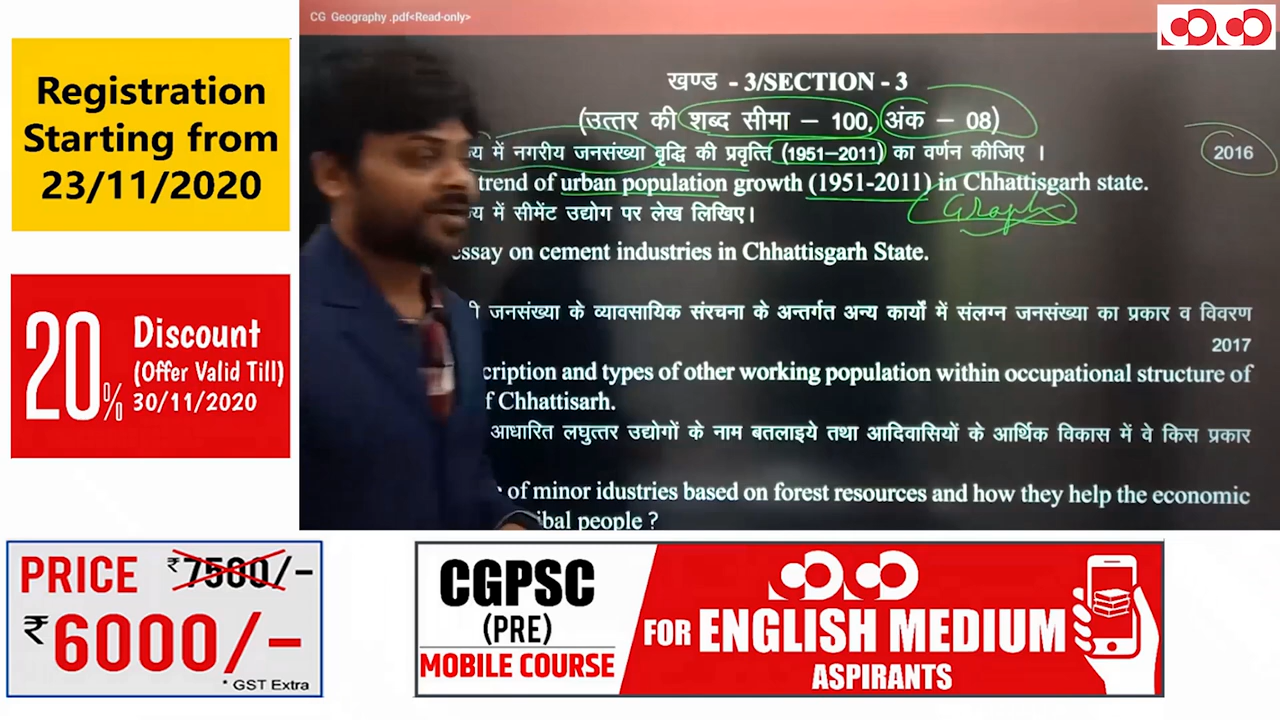 CG Geography .pdf<Read-only>
Registration
Starting from
23/11/2020
20%
Discount
(Offer Valid Till)
30/11/2020
खण्ड - 3/SECTION - 3
(उत्तर की शब्द सीमा – 100, अंक – 08)
में नगरीय जनसंख्या वृद्धि की प्रवृत्ति (1951–2011) का वर्णन कीजिए ।
2016
trend of urban population growth (1951-2011) in Chhattisgarh state.
में सीमेंट उद्योग पर लेख लिखिए।
Graph
essay on cement industries in Chhattisgarh State.
जनसंख्या के व्यावसायिक संरचना के अन्तर्गत अन्य कार्यो में संलग्न जनसंख्या का प्रकार व विवरण
2017
cription and types of other working population within occupational structure of
f Chhattisarh.
आधारित लघुत्तर उद्योगों के नाम बतलाइये तथा आदिवासियों के आर्थिक विकास में वे किस प्रकार
of minor idustries based on forest resources and how they help the economic
ibal people ?
PRICE ₹7500/-
₹6000/-
* GST Extra
CGPSC
(PRE)
MOBILE COURSE
FOR ENGLISH MEDIUM
ASPIRANTS